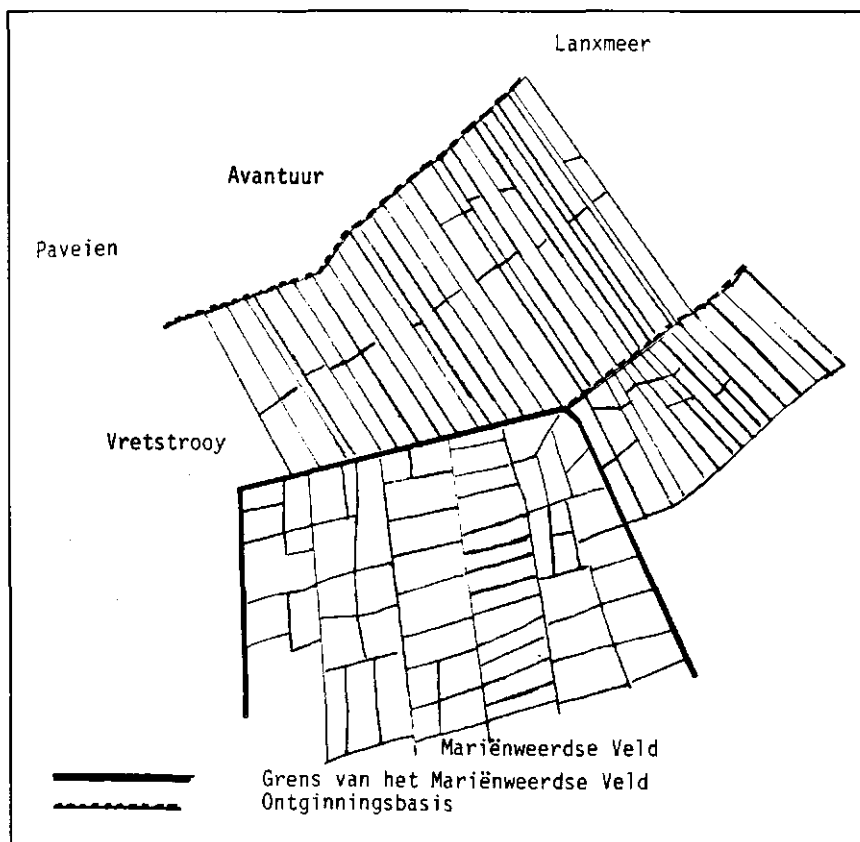 Lanxmeer
Avantuur
Paveien
Vretstrooy
Mariënweerdse Veld
Grens van het Mariënweerdse Veld
Ontginningsbasis